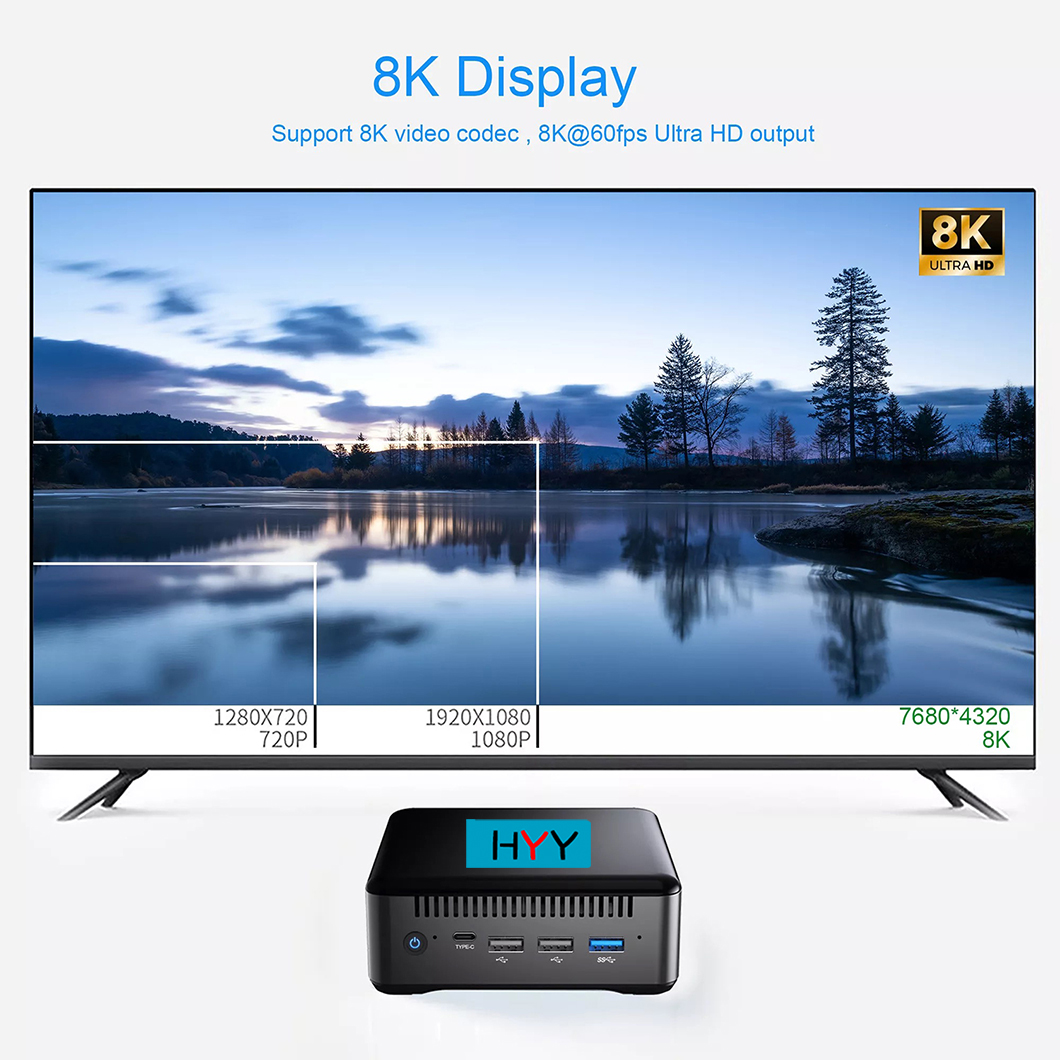 8K Display
Support 8K video codec , 8K@60fps Ultra HD output
8K
ULTRA HD
1280X720
720P
1920X1080
1080P
7680*4320
8K
HYY
TYPE-C
SS